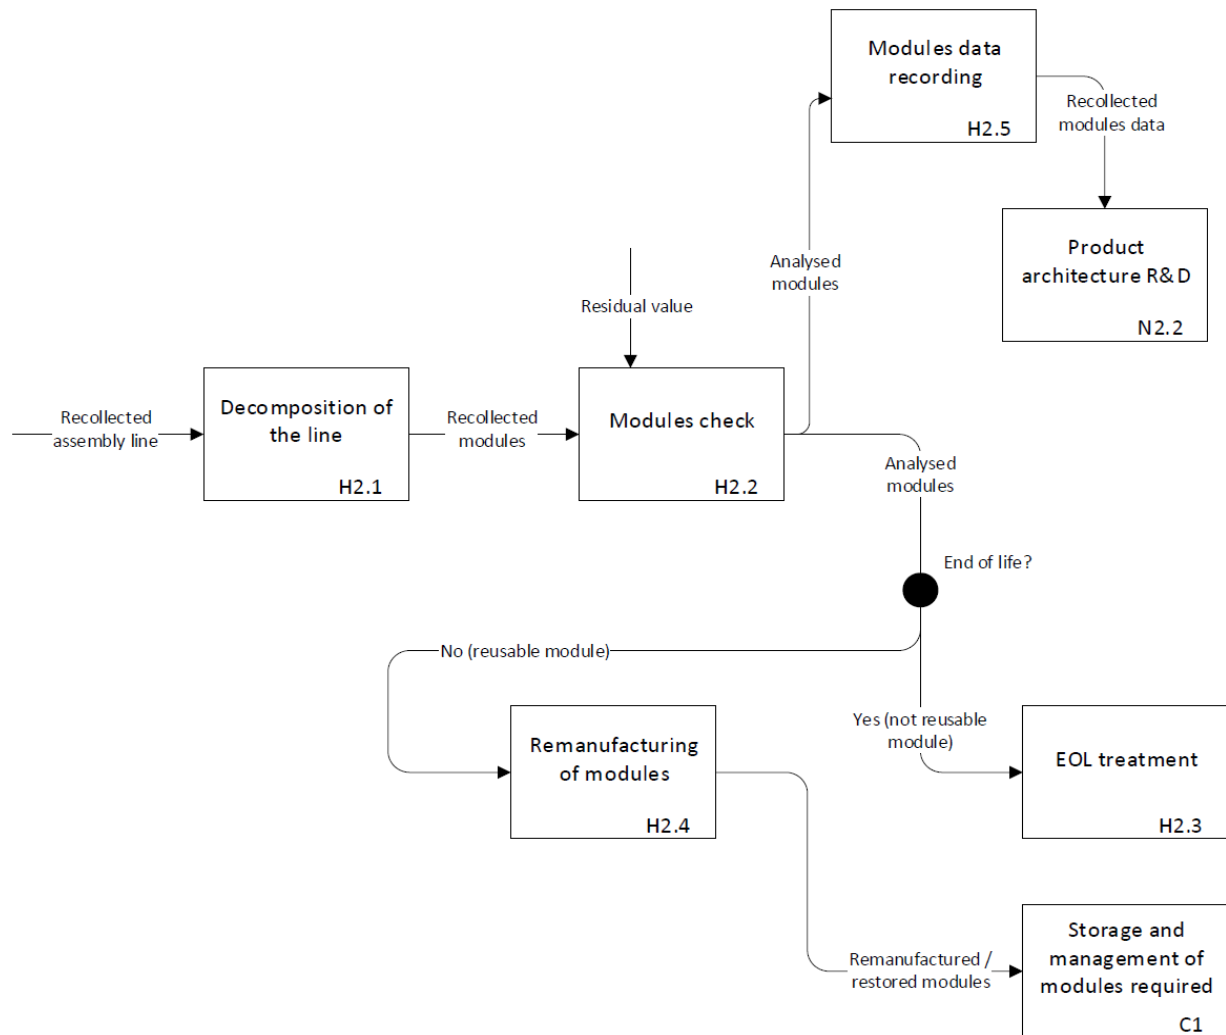 Modules data
recording
H2.5
Recollected
modules data
Product
architecture R&D
N2.2
Analysed
modules
Residual value
Recollected
assembly line
Decomposition of
the line
H2.1
Recollected
modules
Modules check
H2.2
Analysed
modules
End of life?
No (reusable module)
Yes (not reusable
module)
Remanufacturing
of modules
H2.4
EOL treatment
H2.3
Remanufactured /
restored modules
Storage and
management of
modules required
C1